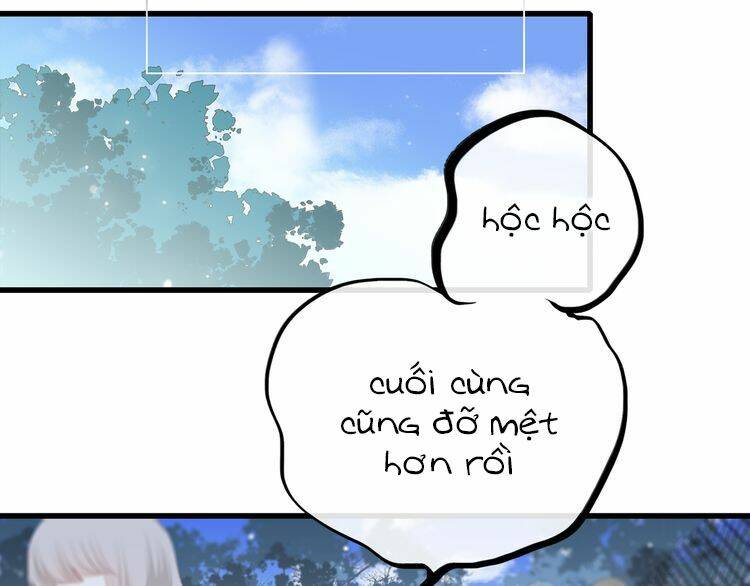 hộc hộc
cuối cùng
cũng đỡ mệt
hơn rồi